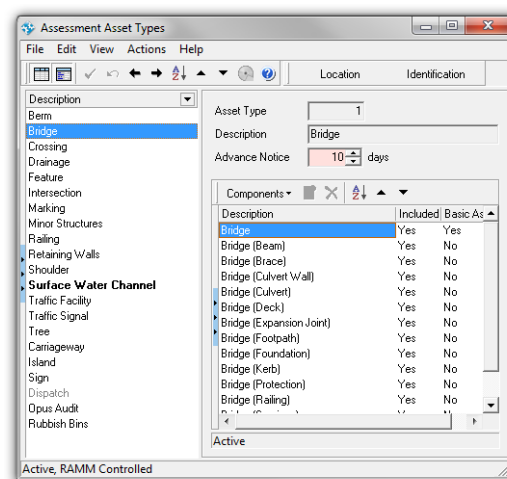 Assessment Asset Types
File Edit View Actions Help
Location Identification
Description
Berm
Bridge
Crossing
Drainage
Feature
Intersection
Marking
Minor Structures
Railing
Retaining Walls
Shoulder
Surface Water Channel
Traffic Facility
Traffic Signal
Tree
Carriageway
Island
Sign
Dispatch
Opus Audit
Rubbish Bins
Asset Type 1
Description Bridge
Advance Notice 10 days
Components
Description Included Basic As
Bridge Yes Yes
Bridge (Beam) Yes No
Bridge (Brace) Yes No
Bridge (Culvert Wall) Yes No
Bridge (Culvert) Yes No
Bridge (Deck) Yes No
Bridge (Expansion Joint) Yes No
Bridge (Footpath) Yes No
Bridge (Foundation) Yes No
Bridge (Kerb) Yes No
Bridge (Protection) Yes No
Bridge (Railing) Yes No
Active
Active, RAMM Controlled